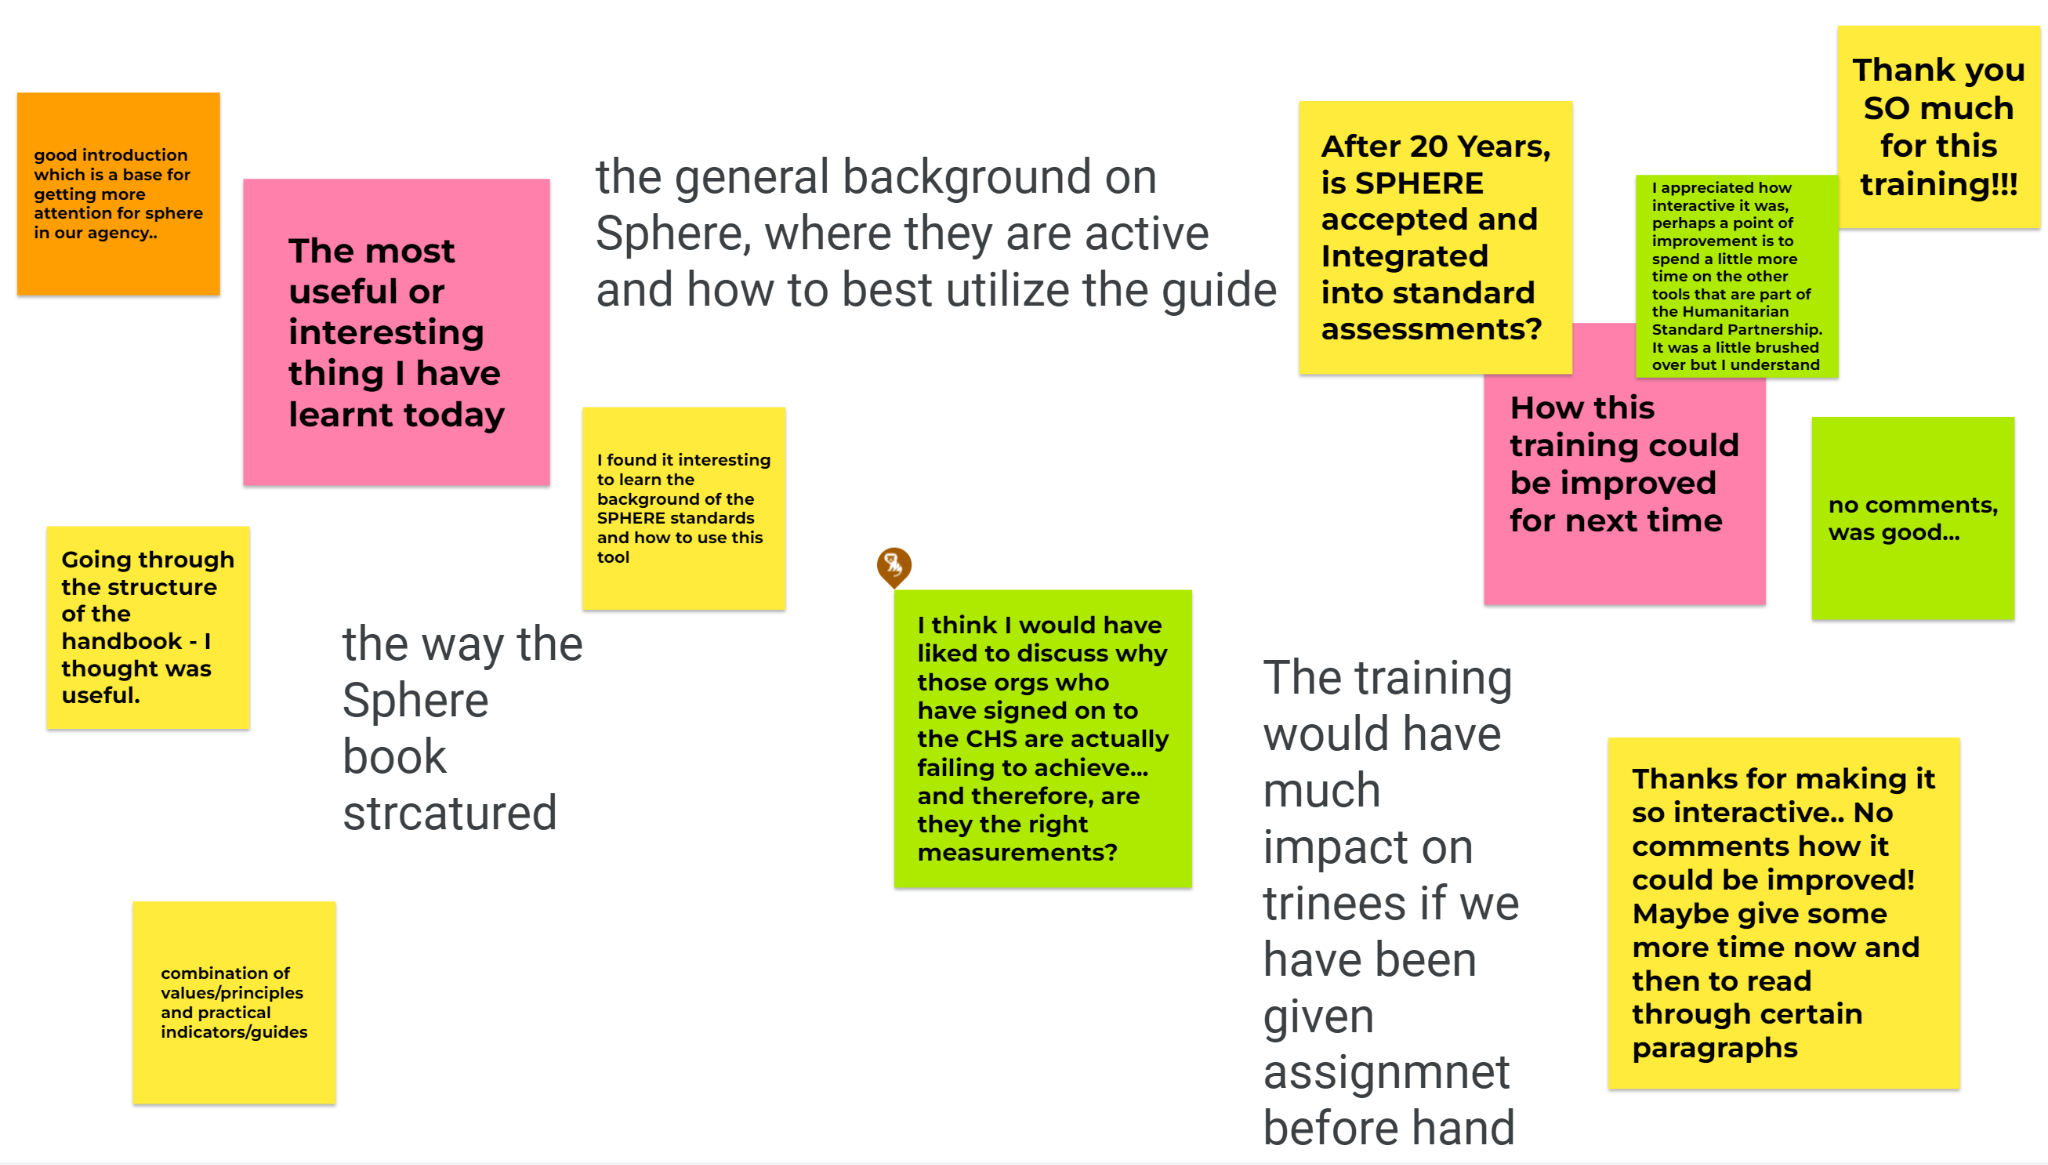 good introduction
which is a base for
getting more
attention for sphere
in our agency..
The most
useful or
interesting
thing I have
learnt today
the general background on
Sphere, where they are active
and how to best utilize the guide
I found it interesting
to learn the
background of the
SPHERE standards
and how to use this
tool
Going through
the structure
of the
handbook - I
thought was
useful.
the way the
Sphere
book
strcatured
combination of
values/principles
and practical
indicators/guides
I think I would have
liked to discuss why
those orgs who
have signed on to
the CHS are actually
failing to achieve...
and therefore, are
they the right
measurements?
After 20 Years,
is SPHERE
accepted and
Integrated
into standard
assessments?
Thank you
SO much
for this
training!!!
I appreciated how
interactive it was,
perhaps a point of
improvement is to
spend a little more
time on the other
tools that are part of
the Humanitarian
Standard Partnership.
It was a little brushed
over but I understand
How this
training could
be improved
for next time
no comments,
was good...
The training
would have
much
impact on
trinees if we
have been
given
assignmnet
before hand
Thanks for making it
so interactive.. No
comments how it
could be improved!
Maybe give some
more time now and
then to read
through certain
paragraphs